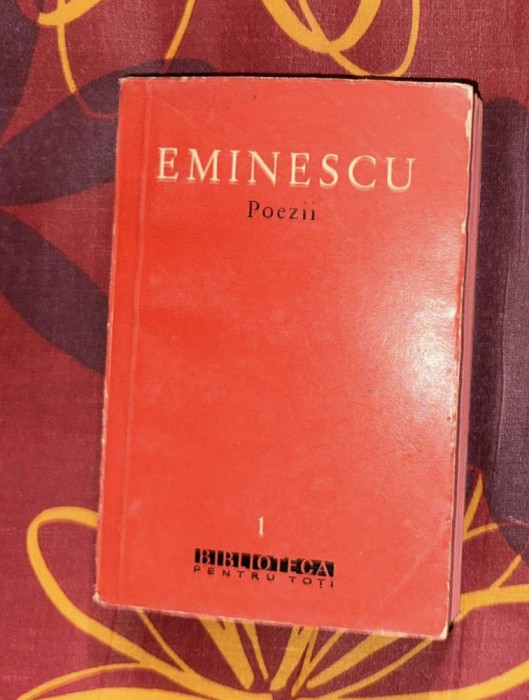 EMINESCU
Poezii
1
BIBLIOTECA
PENTRU TOȚI